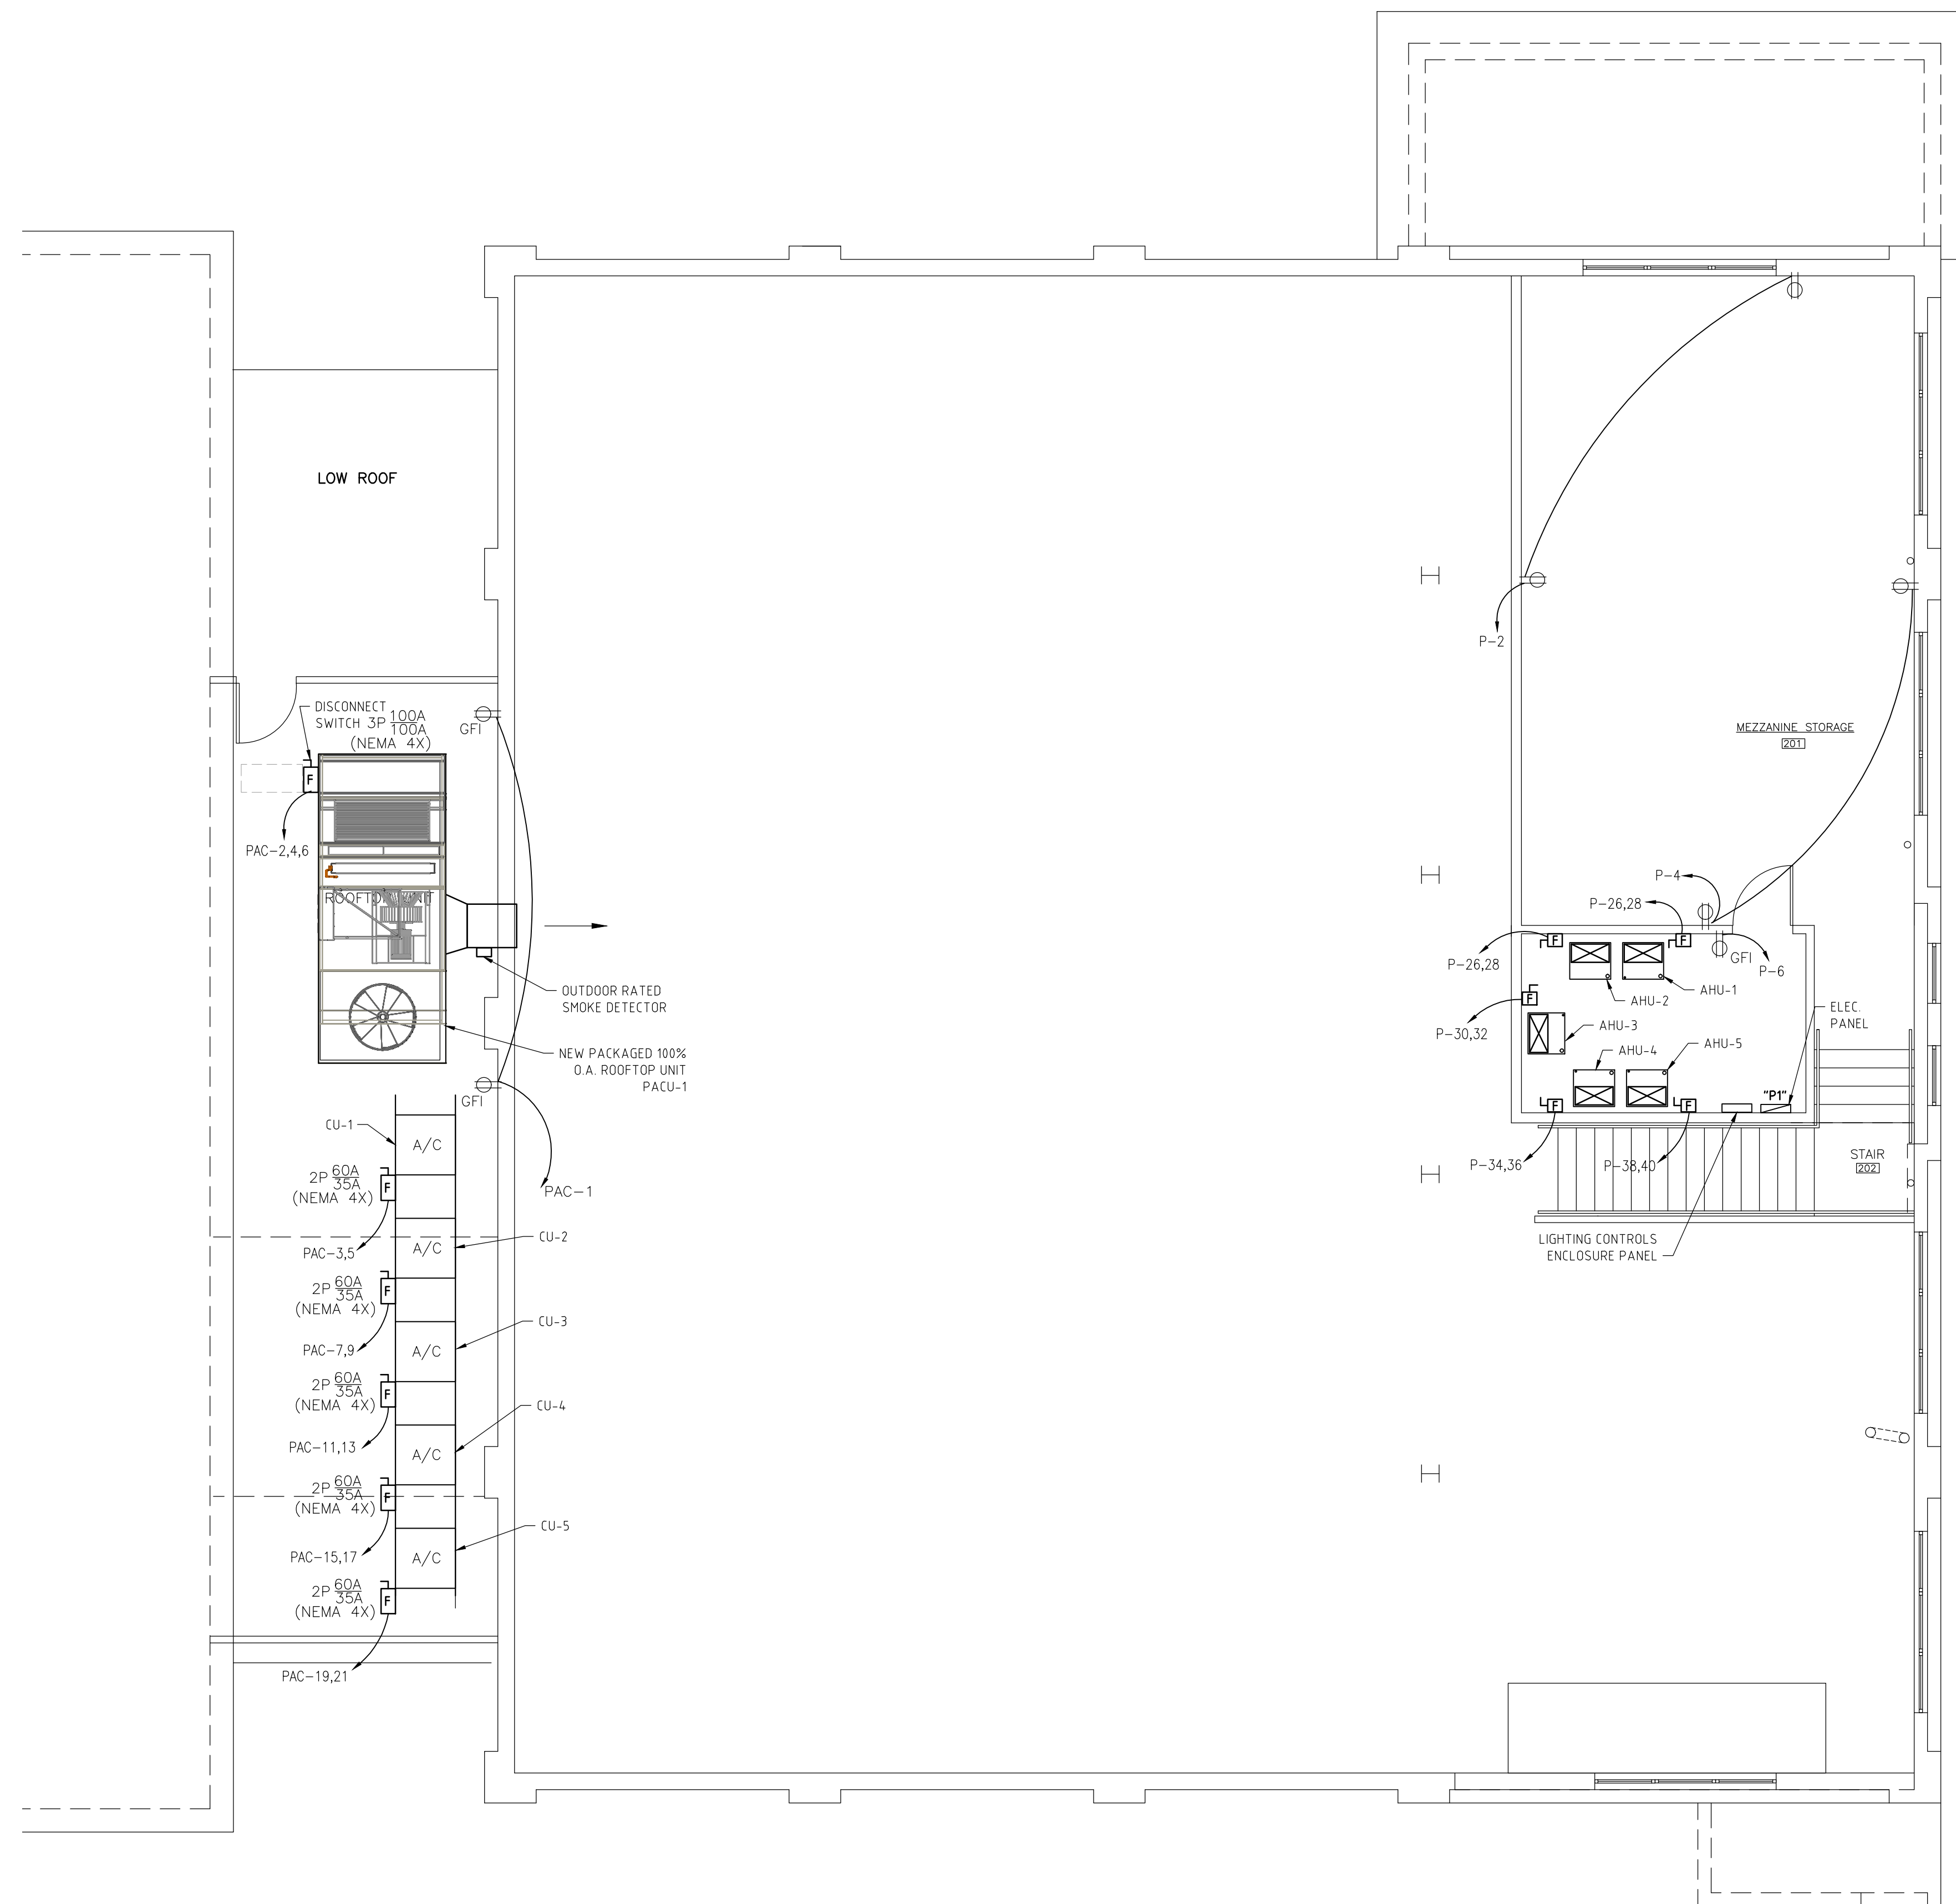 LOW ROOF
DISCONNECT
SWITCH 3P 100A
100A
(NEMA 4X)
F
GFI
PAC-2,4,6
ROOFTOP UNIT
OUTDOOR RATED
SMOKE DETECTOR
NEW PACKAGED 100%
O.A. ROOFTOP UNIT
PACU-1
GFI
PAC-1
CU-1
A/C
2P 60A
35A
(NEMA 4X)
F
PAC-3,5
A/C
CU-2
2P 60A
35A
(NEMA 4X)
F
PAC-7,9
A/C
CU-3
2P 60A
35A
(NEMA 4X)
F
PAC-11,13
A/C
CU-4
2P 60A
35A
(NEMA 4X)
F
PAC-15,17
A/C
CU-5
2P 60A
35A
(NEMA 4X)
F
PAC-19,21
P-2
MEZZANINE STORAGE
201
P-4
P-26,28
F
F
P-26,28
GFI
P-6
AHU-2
AHU-1
F
P-30,32
AHU-3
ELEC.
PANEL
AHU-4
AHU-5
"P1"
F
F
P-34,36
P-38,40
STAIR
202
LIGHTING CONTROLS
ENCLOSURE PANEL